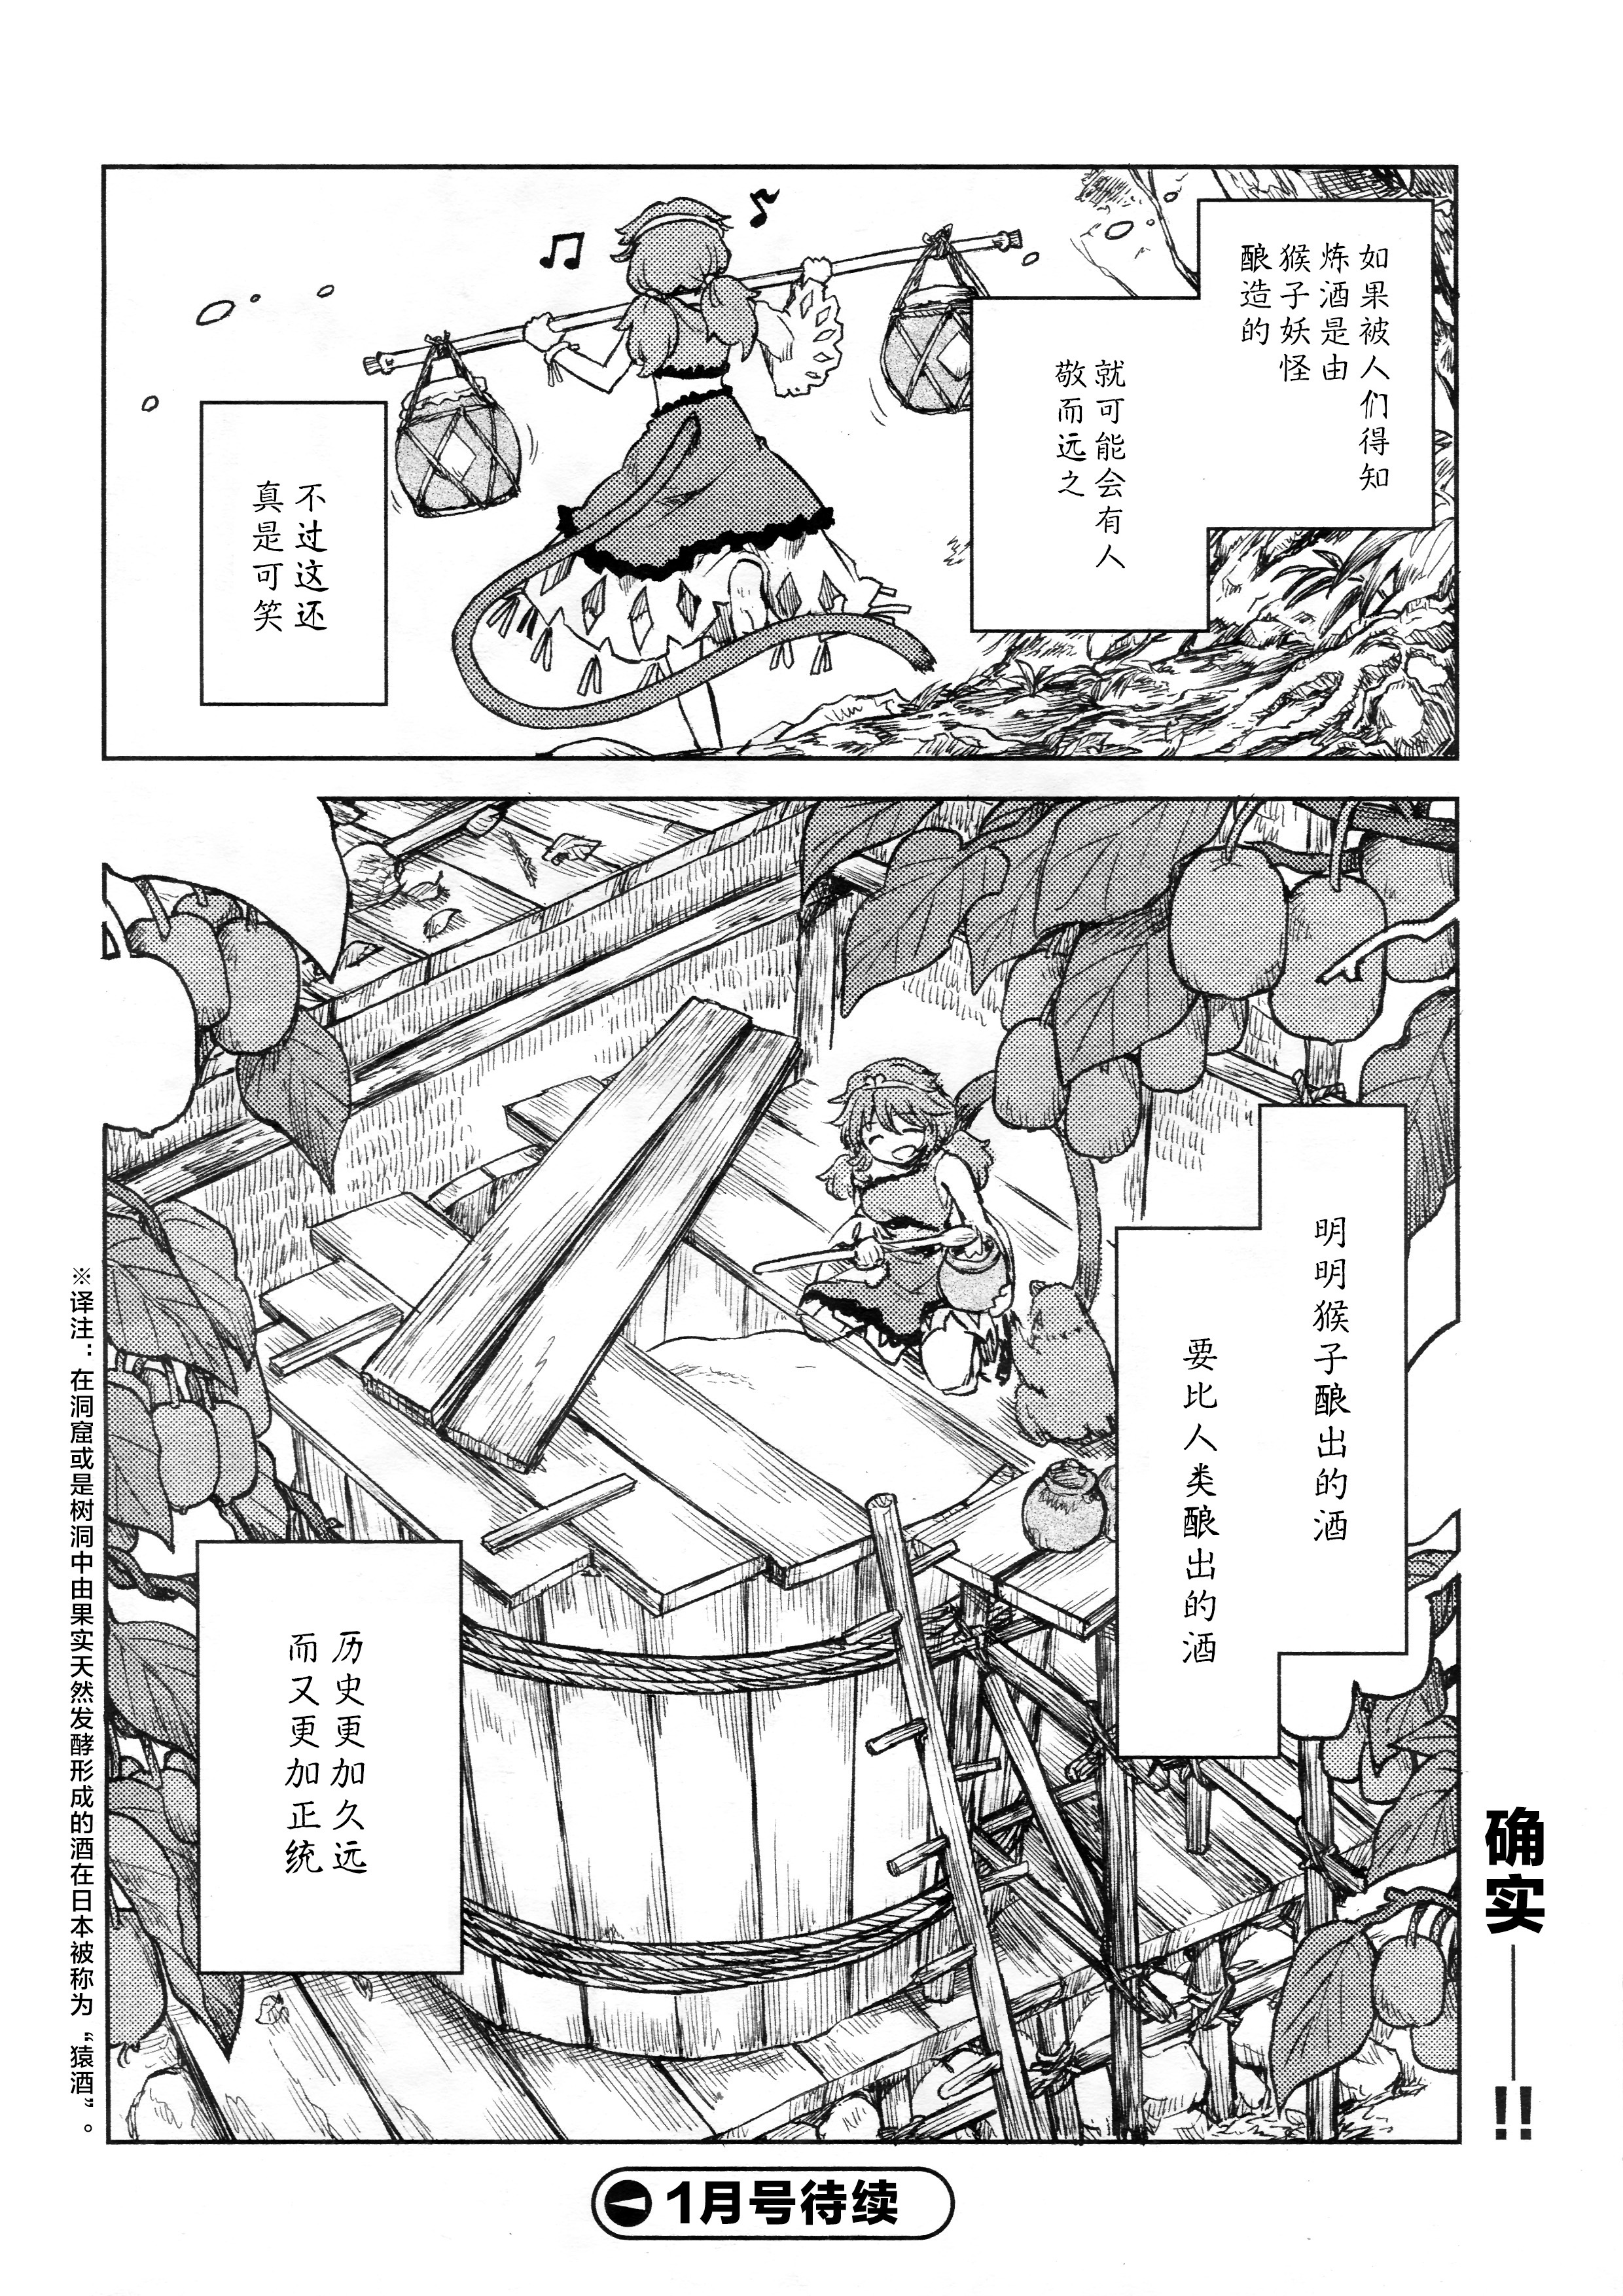 如果被人们得知
炼酒是由
猴子妖怪
酿造的
就可能会有人
敬而远之
不过这还
真是可笑
明明猴子酿出的酒
要比人类酿出的酒
历史更加久远
而又更加正统
※译注：在洞窟或是树洞中由果实天然发酵形成的酒在日本被称为“猿酒”。
确实——!!
1月号待续